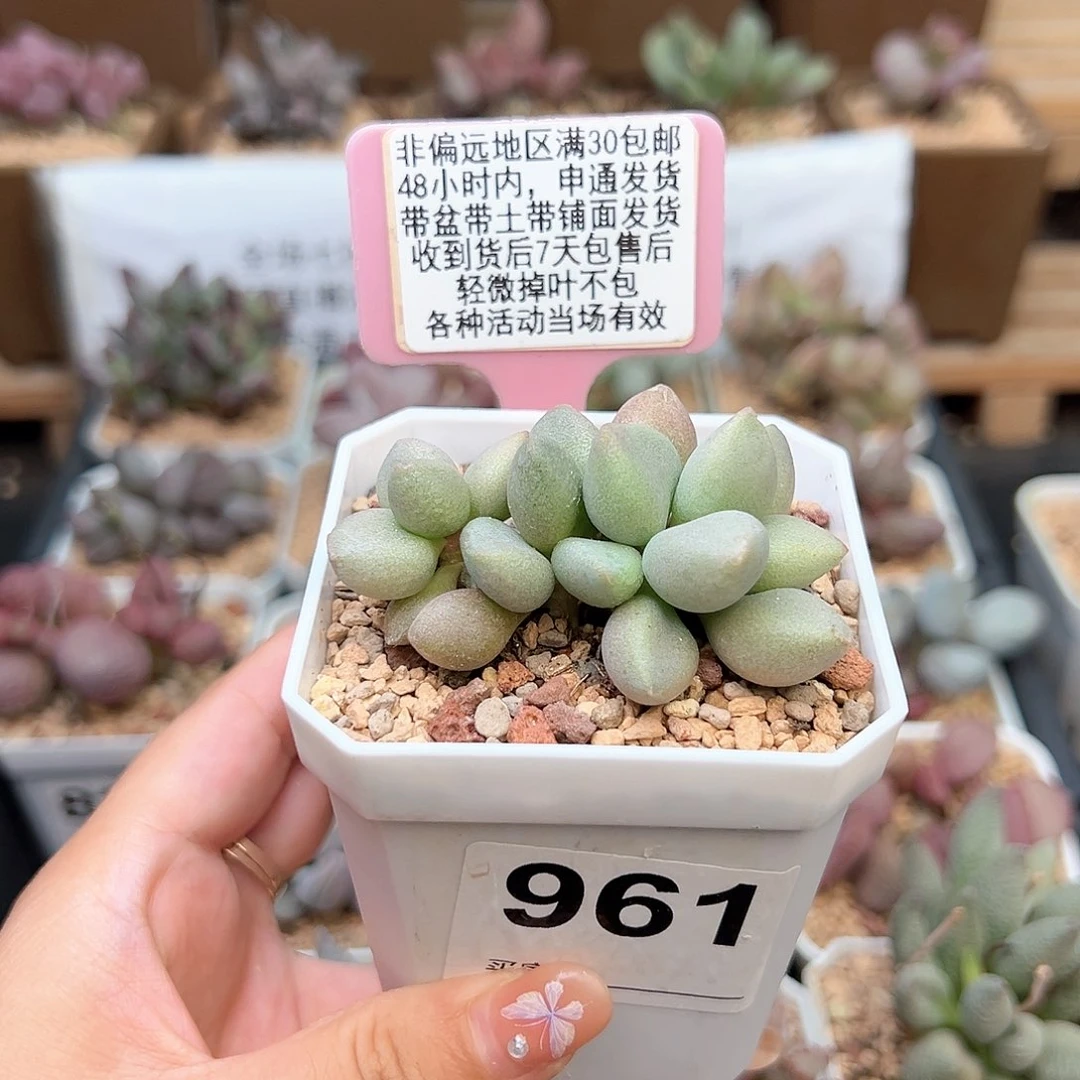 非偏远地区满30包邮
48小时内，申通发货
带盆带土带铺面发货
收到货后7天包售后
轻微掉叶不包
各种活动当场有效
961